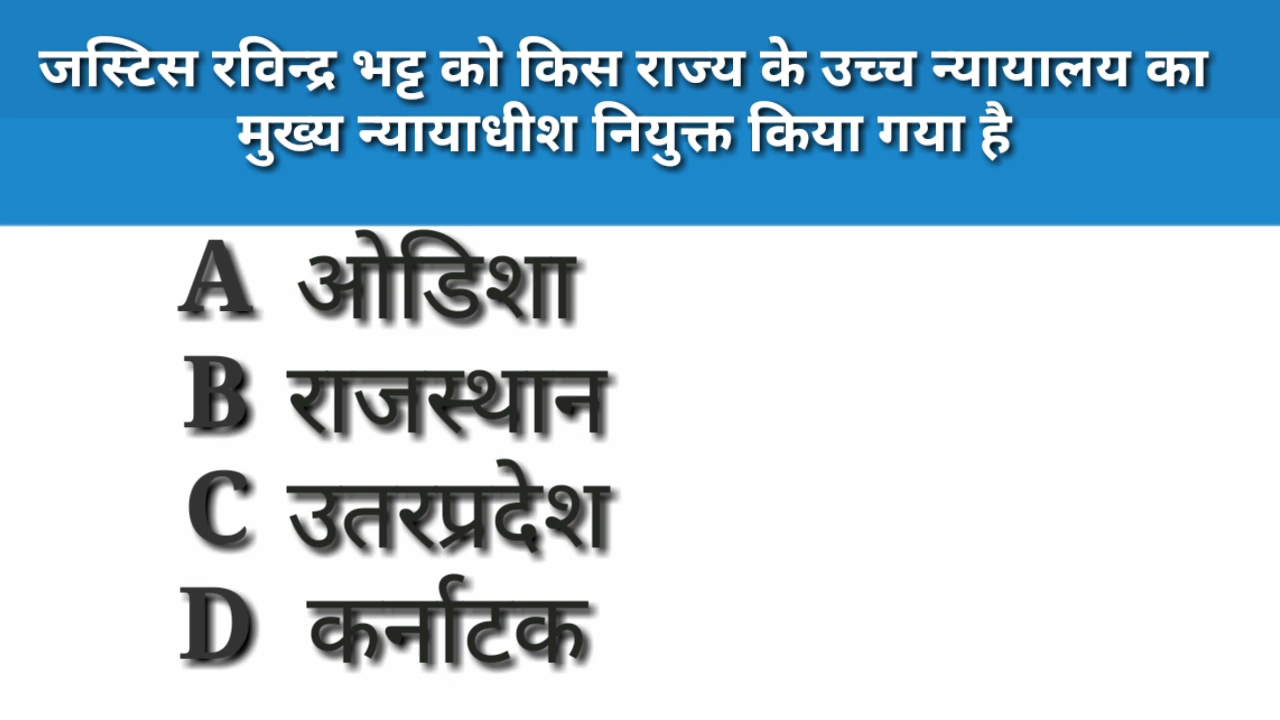 जस्टिस रविन्द्र भट्ट को किस राज्य के उच्च न्यायालय का
मुख्य न्यायाधीश नियुक्त किया गया है
A ओडिशा
B राजस्थान
C उतरप्रदेश
D कर्नाटक